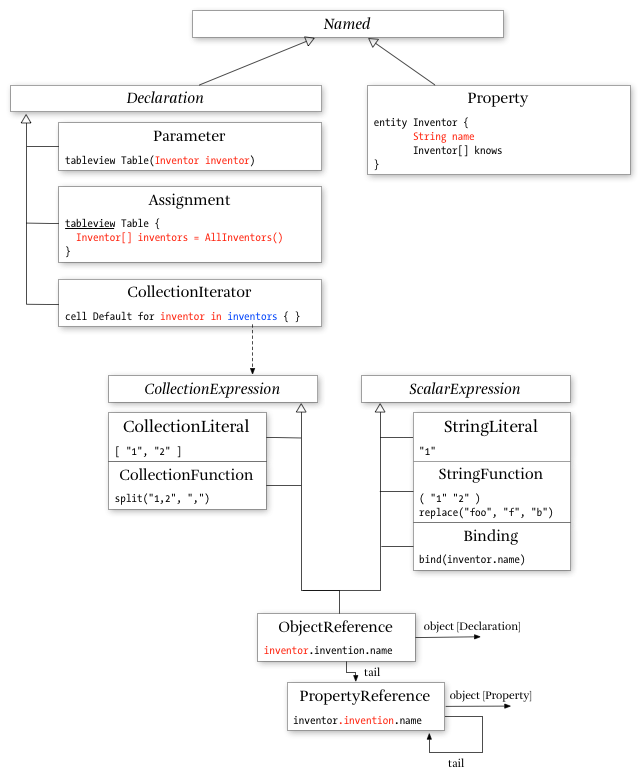 Named
Declaration
Property
entity Inventor {
String name
Inventor[] knows
}
Parameter
tableview Table(Inventor inventor)
Assignment
tableview Table {
Inventor[] inventors = AllInventors()
}
CollectionIterator
cell Default for inventor in inventors { }
CollectionExpression
ScalarExpression
CollectionLiteral
[ "1", "2" ]
CollectionFunction
split("1,2", ",")
StringLiteral
"1"
StringFunction
( "1" "2" )
replace("foo", "f", "b")
Binding
bind(inventor.name)
ObjectReference
inventor.invention.name
object [Declaration]
tail
PropertyReference
inventor.invention.name
object [Property]
tail